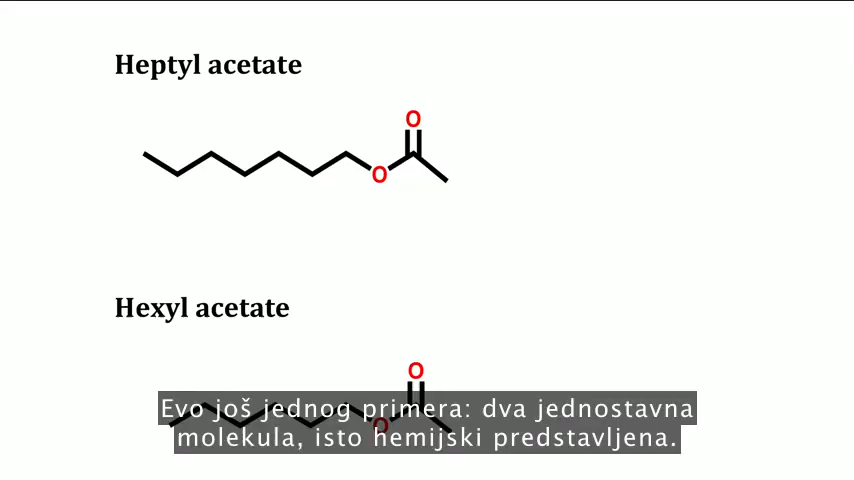 Heptyl acetate
O
O
Hexyl acetate
O
O
Evo još jednog primera: dva jednostavna
molekula, isto hemijski predstavljena.